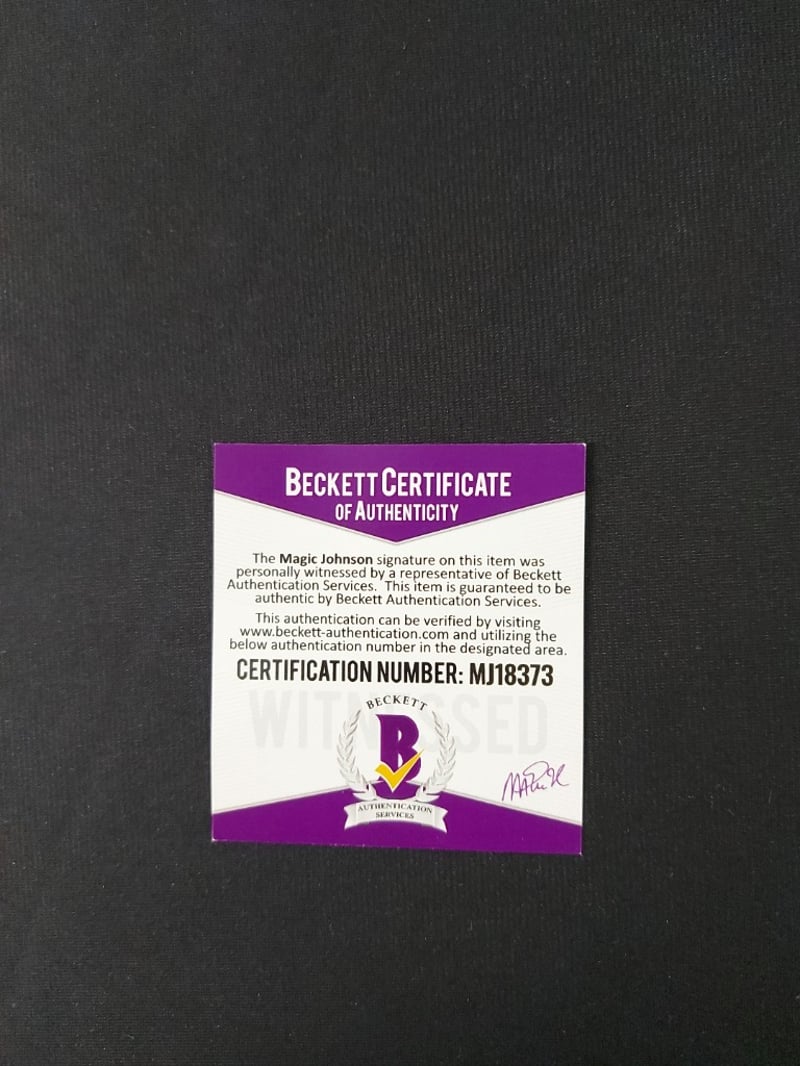 BECKETT CERTIFICATE
OF AUTHENTICITY
The Magic Johnson signature on this item was
personally witnessed by a representative of Beckett
Authentication Services. This item is guaranteed to be
authentic by Beckett Authentication Services.
This authentication can be verified by visiting
www.beckett-authentication.com and utilizing the
below authentication number in the designated area.
CERTIFICATION NUMBER: MJ18373
WITNESSED
BECKETT
B
AUTHENTICATION
SERVICES